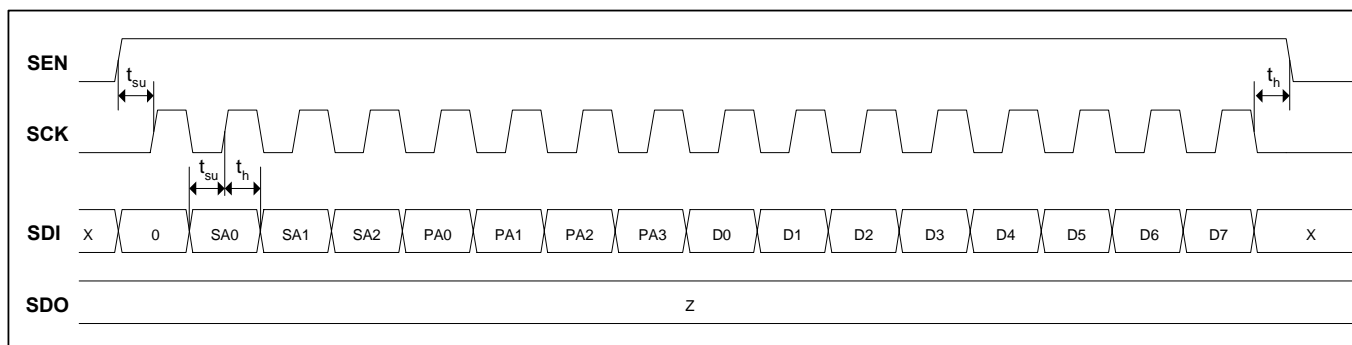 SEN
t_su
t_h
SCK
t_su t_h
SDI X 0 SA0 SA1 SA2 PA0 PA1 PA2 PA3 D0 D1 D2 D3 D4 D5 D6 D7 X
SDO Z